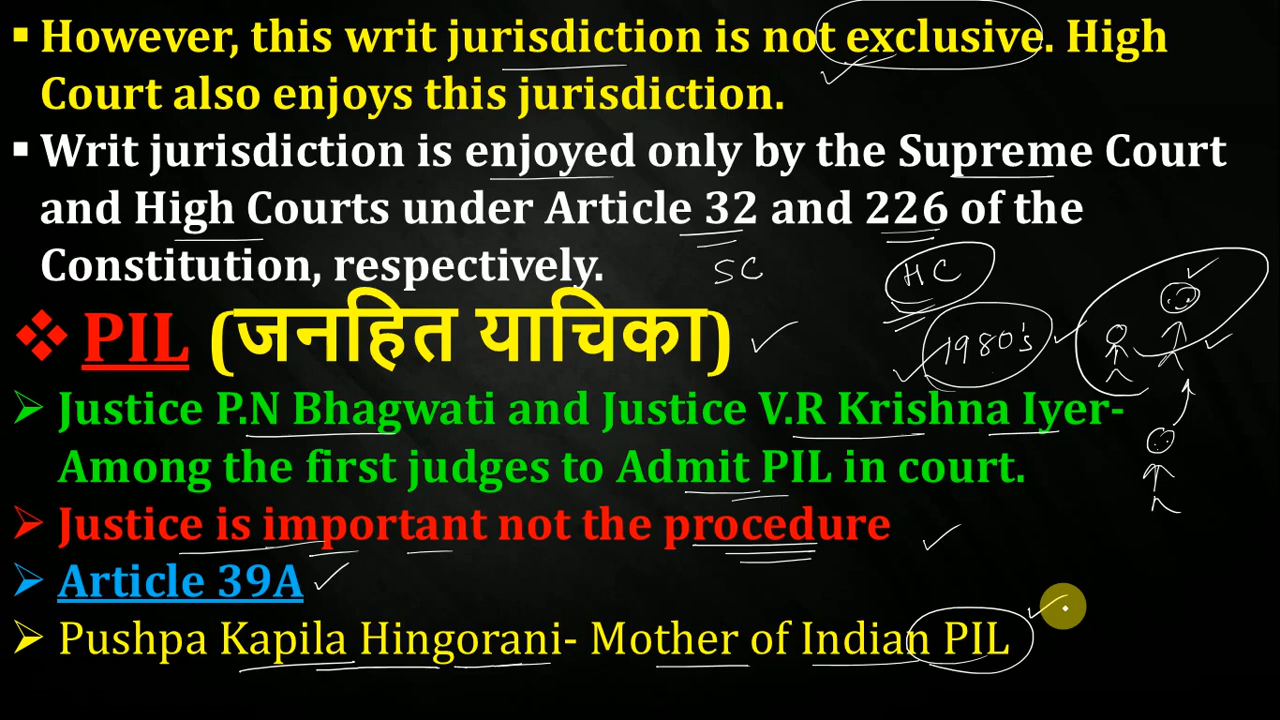 ▪ However, this writ jurisdiction is not exclusive. High
Court also enjoys this jurisdiction.
▪ Writ jurisdiction is enjoyed only by the Supreme Court
and High Courts under Article 32 and 226 of the
Constitution, respectively.
SC HC
❖ PIL (जनहित याचिका)
1980's
➢ Justice P.N Bhagwati and Justice V.R Krishna Iyer-
Among the first judges to Admit PIL in court.
➢ Justice is important not the procedure
➢ Article 39A
➢ Pushpa Kapila Hingorani- Mother of Indian PIL